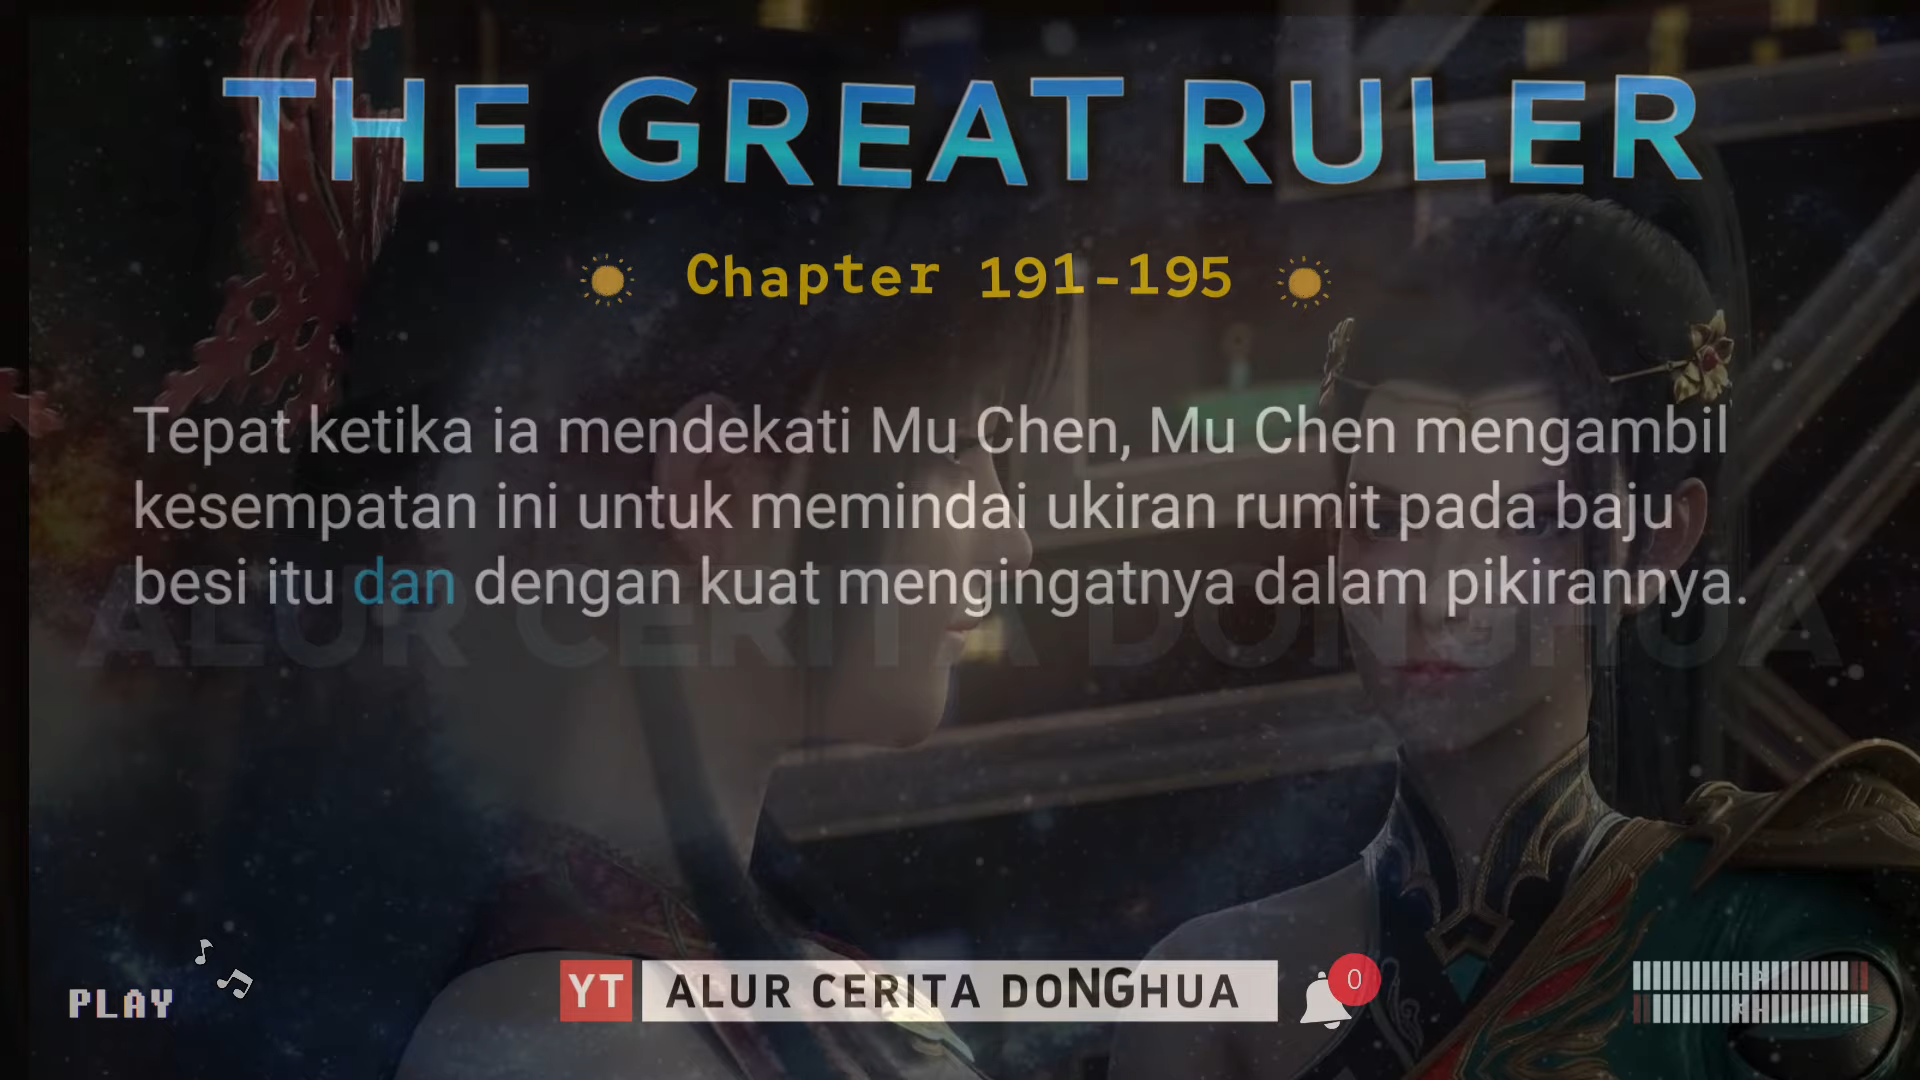 THE GREAT RULER
Chapter 191-195
Tepat ketika ia mendekati Mu Chen, Mu Chen mengambil
kesempatan ini untuk memindai ukiran rumit pada baju
besi itu dan dengan kuat mengingatnya dalam pikirannya.
ALUR CERITA DONGHUA
PLAY
YT ALUR CERITA DONGHUA
0